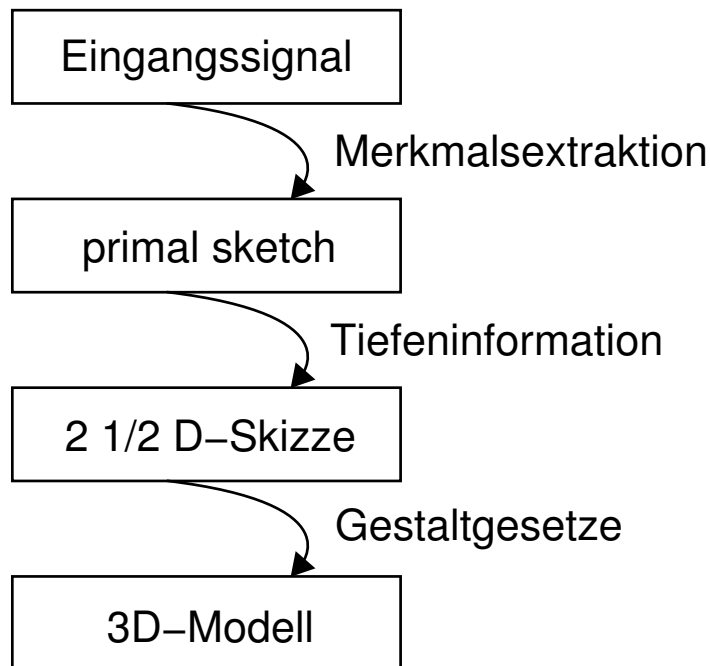 Eingangssignal
Merkmalsextraktion
primal sketch
Tiefeninformation
2 1/2 D−Skizze
Gestaltgesetze
3D−Modell